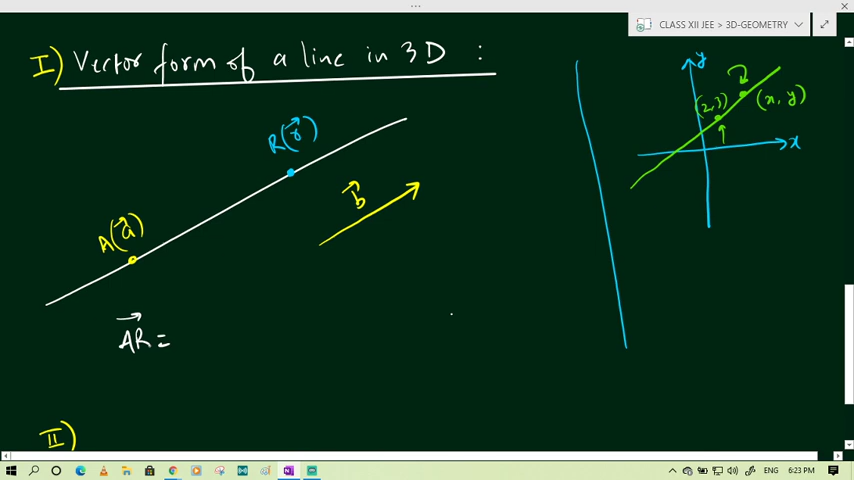 CLASS XII JEE > 3D-GEOMETRY
I) Vector form of a line in 3D :
y
(2,3)
(x, y)
x
R(r⃗)
b⃗
A(a⃗)
AR⃗ =
II)
ENG
6:23 PM